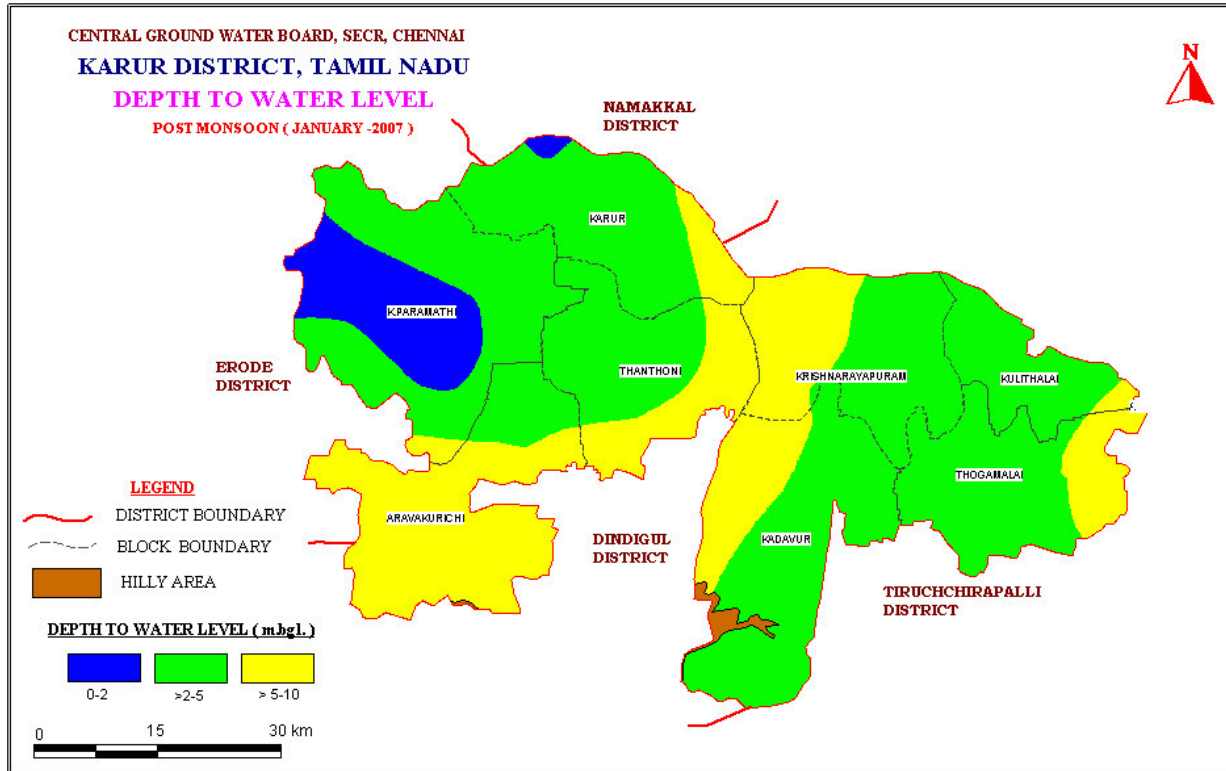 CENTRAL GROUND WATER BOARD, SECR, CHENNAI
KARUR DISTRICT, TAMIL NADU
DEPTH TO WATER LEVEL
POST MONSOON ( JANUARY -2007 )
N
NAMAKKAL
DISTRICT
KARUR
K.PARAMATHI
ERODE
DISTRICT
THANTHONI
KRISHNARAYAPURAM
KULITHALAI
THOGAMALAI
ARAVAKURICHI
DINDIGUL
DISTRICT
KADAVUR
TIRUCHCHIRAPALLI
DISTRICT
LEGEND
DISTRICT BOUNDARY
BLOCK BOUNDARY
HILLY AREA
DEPTH TO WATER LEVEL ( m.bgl. )
0-2 >2-5 > 5-10
0 15 30 km